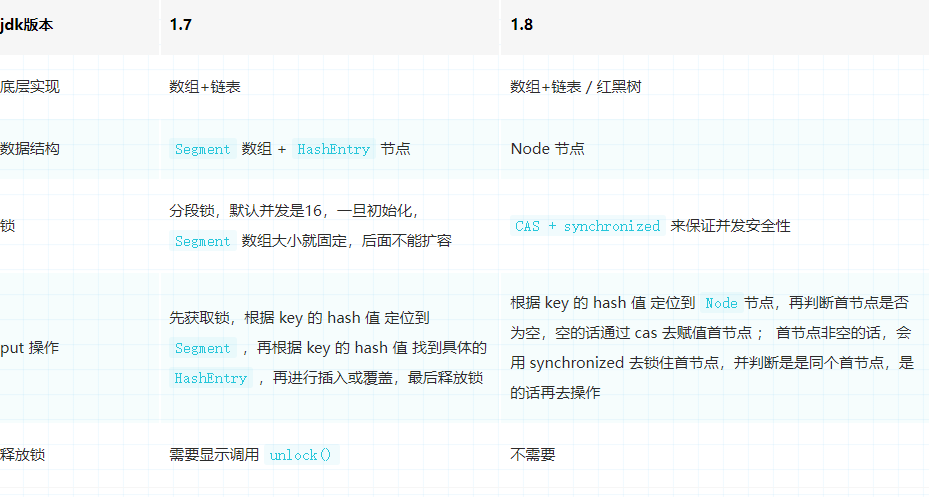 jdk版本 1.7 1.8
底层实现 数组+链表 数组+链表 / 红黑树
数据结构 Segment 数组 + HashEntry 节点 Node 节点
锁
分段锁，默认并发是16，一旦初始化，
Segment 数组大小就固定，后面不能扩容
CAS + synchronized 来保证并发安全性
put 操作
先获取锁，根据 key 的 hash 值 定位到
Segment ，再根据 key 的 hash 值 找到具体的
HashEntry ，再进行插入或覆盖，最后释放锁
根据 key 的 hash 值 定位到 Node 节点，再判断首节点是否
为空，空的话通过 cas 去赋值首节点 ； 首节点非空的话，会
用 synchronized 去锁住首节点，并判断是是同个首节点，是
的话再去操作
释放锁 需要显示调用 unlock() 不需要